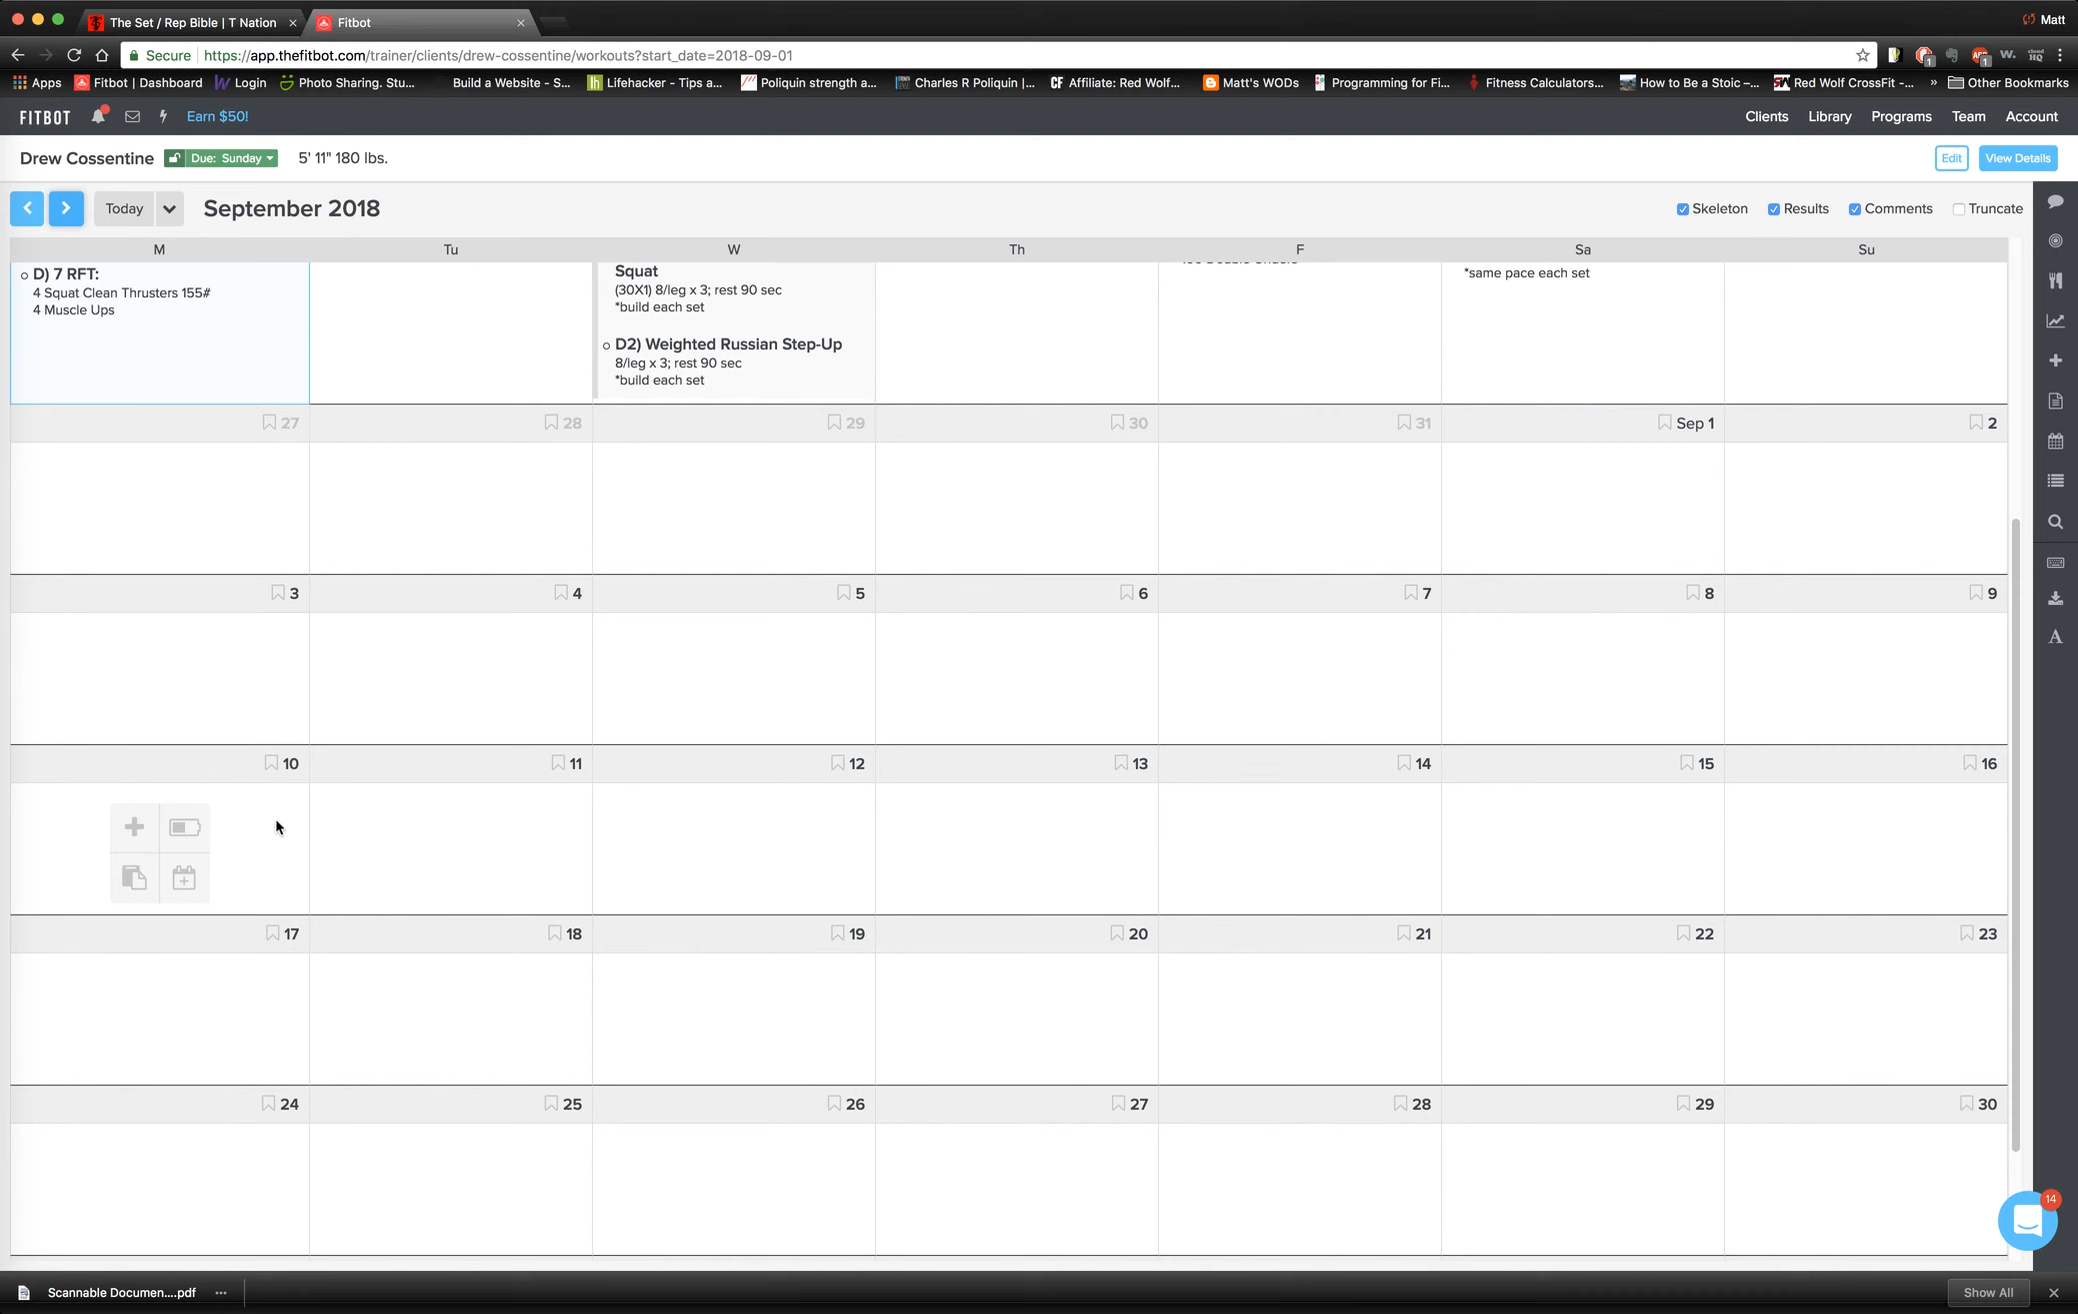 The Set / Rep Bible | T Nation
Fitbot
Matt
Secure
https://app.thefitbot.com/trainer/clients/drew-cossentine/workouts?start_date=2018-09-01
Apps
Fitbot | Dashboard
Login
Photo Sharing. Stu...
Build a Website - S...
Lifehacker - Tips a...
Poliquin strength a...
Charles R Poliquin |...
CF Affiliate: Red Wolf...
Matt's WODs
Programming for Fi...
Fitness Calculators...
How to Be a Stoic –...
Red Wolf CrossFit -...
»
Other Bookmarks
FITBOT
Earn $50!
Clients
Library
Programs
Team
Account
Drew Cossentine
Due: Sunday
5' 11" 180 lbs.
Edit
View Details
Today
September 2018
Skeleton
Results
Comments
Truncate
M Tu W Th F Sa Su
D) 7 RFT:
4 Squat Clean Thrusters 155#
4 Muscle Ups
Squat
(30X1) 8/leg x 3; rest 90 sec
*build each set
D2) Weighted Russian Step-Up
8/leg x 3; rest 90 sec
*build each set
*same pace each set
27 28 29 30 31 Sep 1 2
3 4 5 6 7 8 9
10 11 12 13 14 15 16
17 18 19 20 21 22 23
24 25 26 27 28 29 30
14
Scannable Documen....pdf
Show All